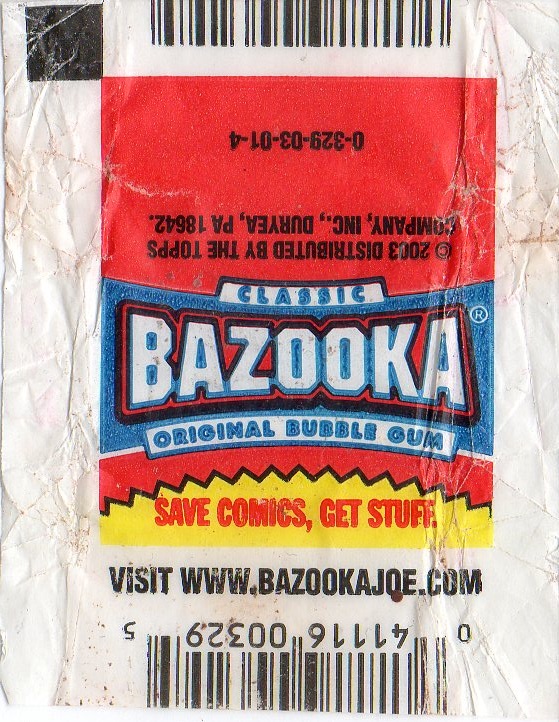 0-329-03-01-4
© 2003 DISTRIBUTED BY THE TOPPS
COMPANY, INC., DURYEA, PA 18642.
CLASSIC
BAZOOKA®
ORIGINAL BUBBLE GUM
SAVE COMICS, GET STUFF.
VISIT WWW.BAZOOKAJOE.COM
0 41116 00329 5